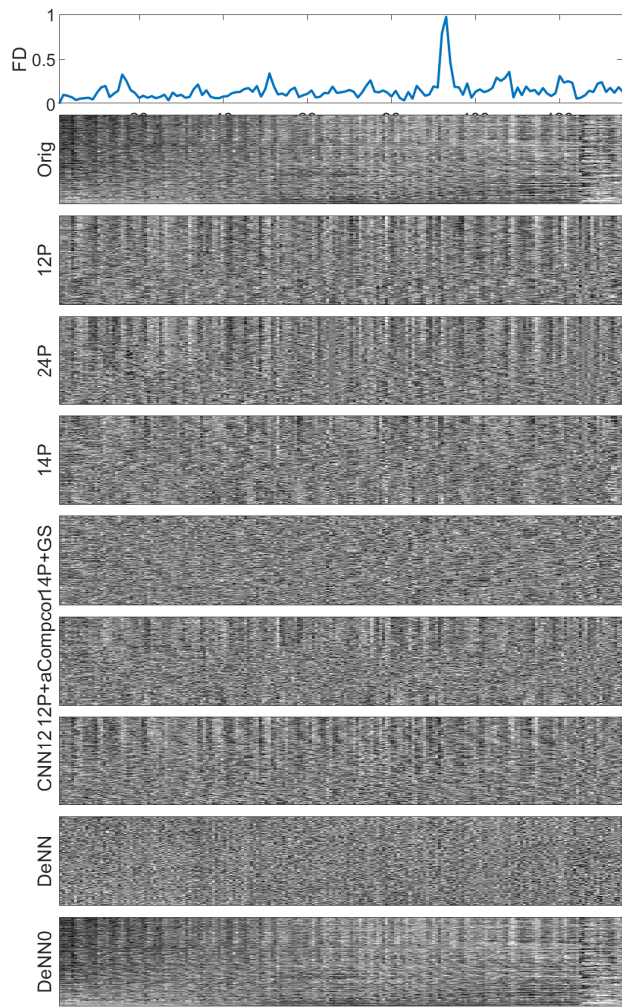 1
0.5
0
FD
Orig
12P
24P
14P
14P+GS
12P+aCompcor
CNN12
DeNN
DeNN0